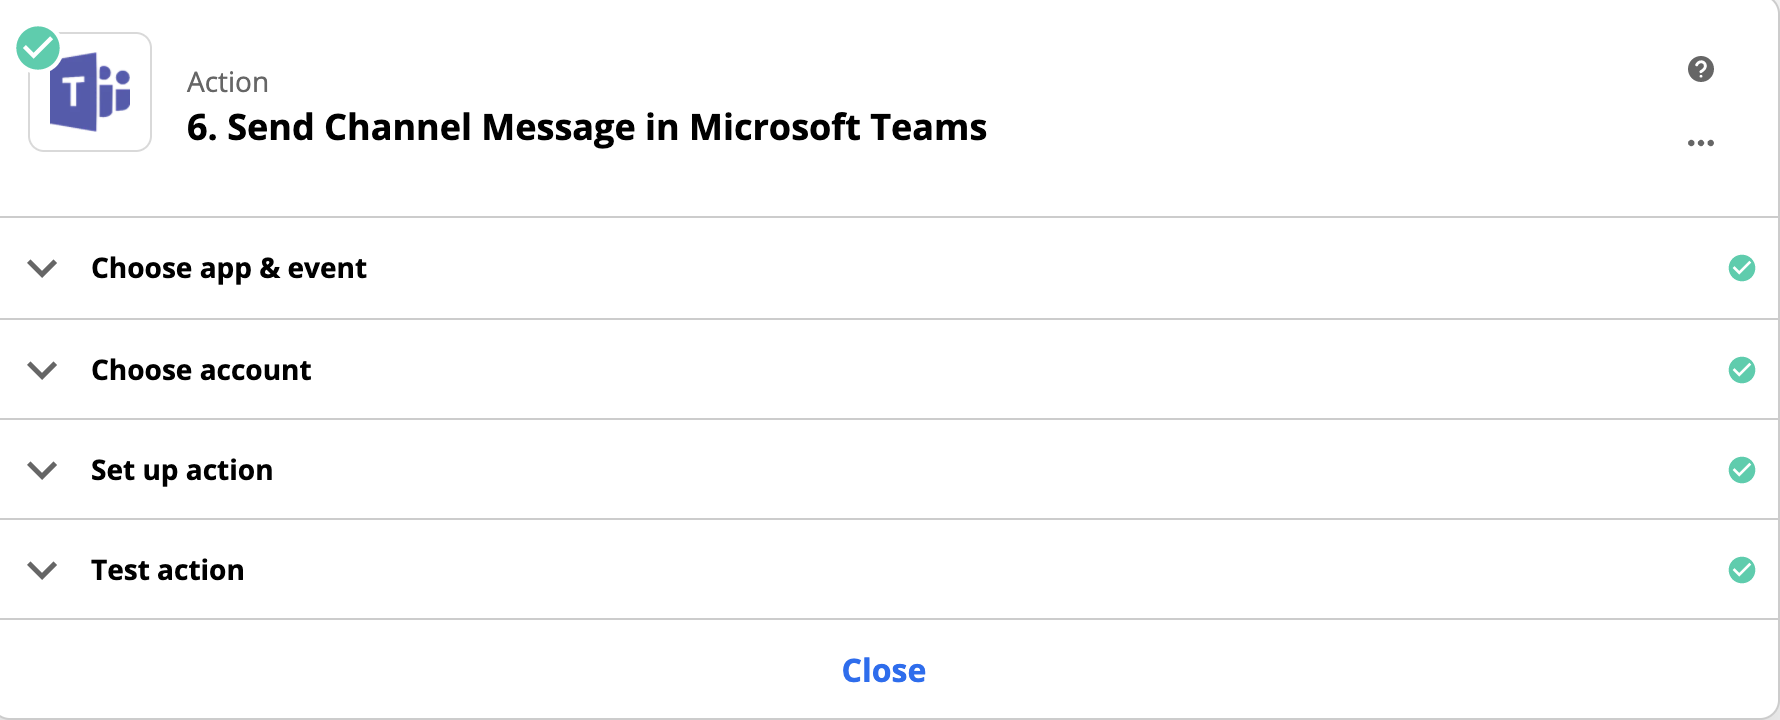 T
Action
6. Send Channel Message in Microsoft Teams
?
Choose app & event
Choose account
Set up action
Test action
Close